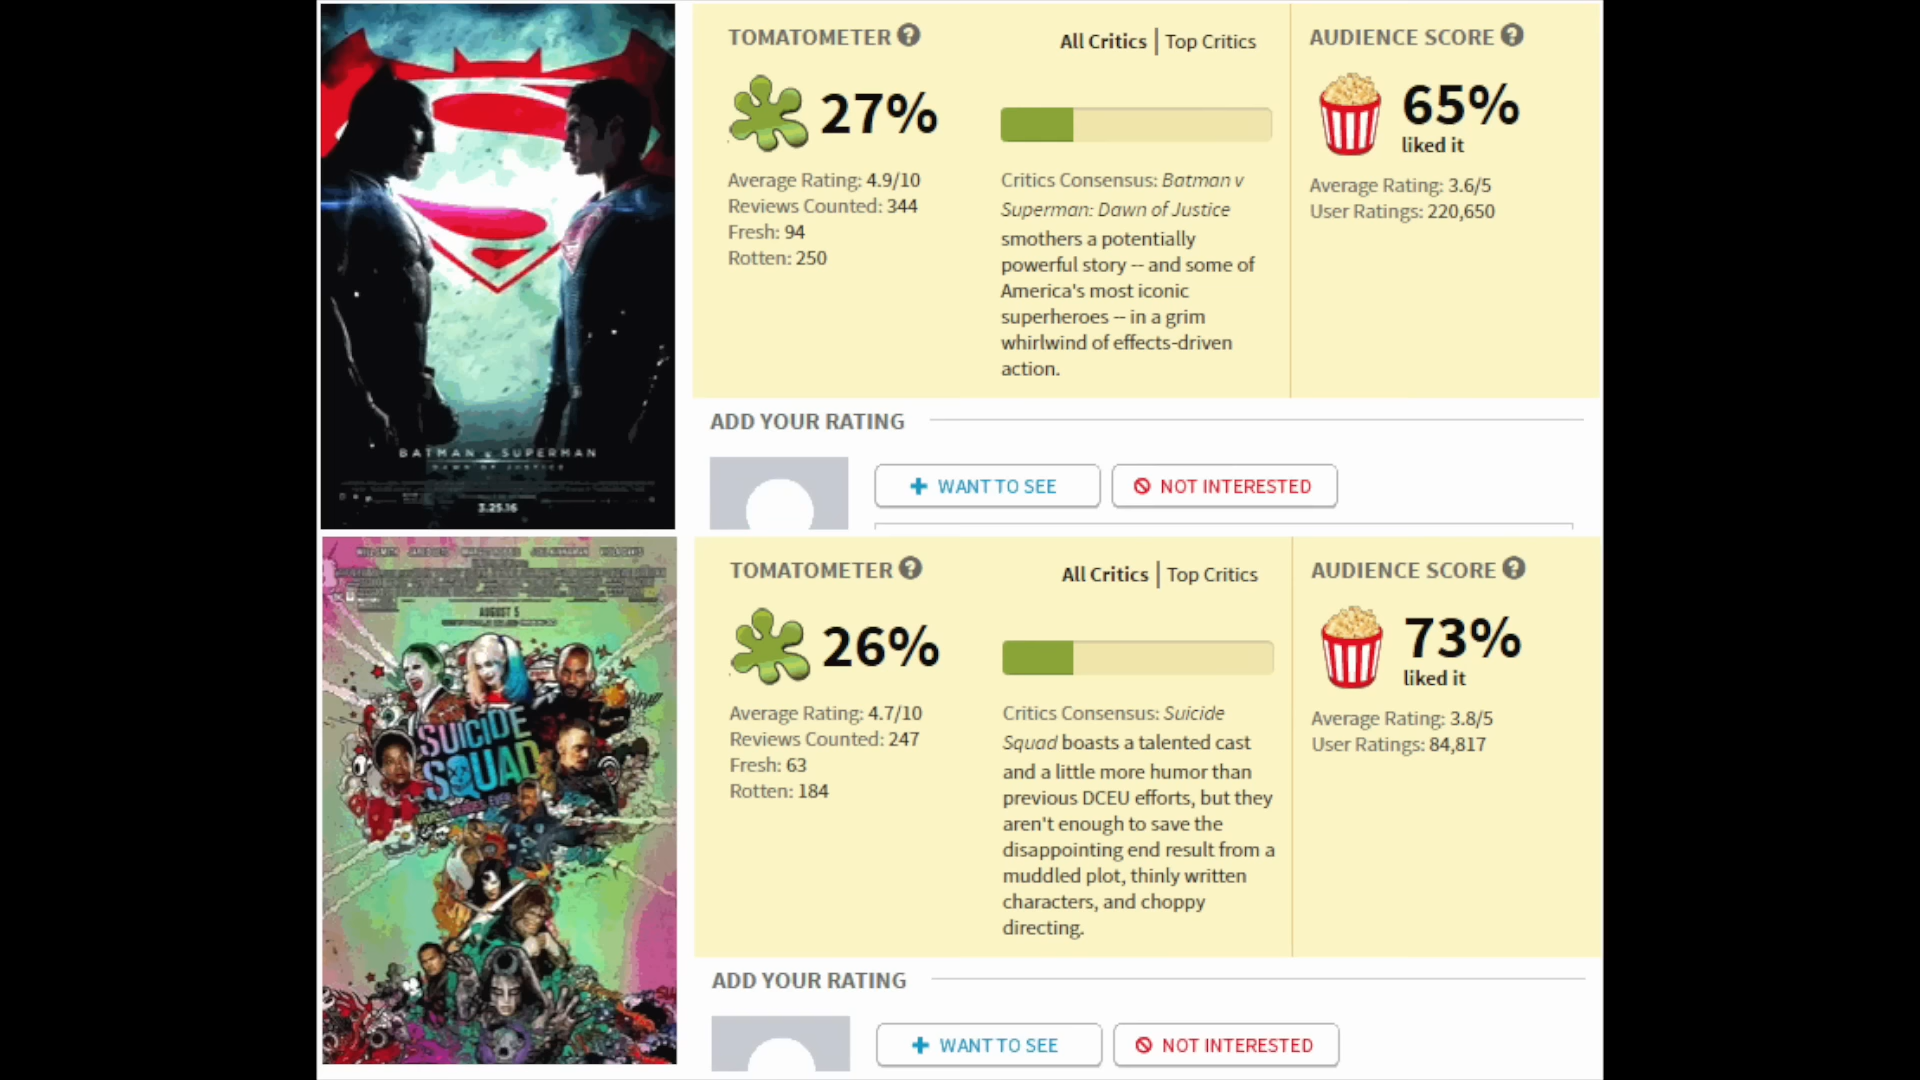 BATMAN v SUPERMAN
DAWN OF JUSTICE
3.25.16
TOMATOMETER ?
All Critics | Top Critics
27%
Average Rating: 4.9/10
Reviews Counted: 344
Fresh: 94
Rotten: 250
Critics Consensus: Batman v
Superman: Dawn of Justice
smothers a potentially
powerful story -- and some of
America's most iconic
superheroes -- in a grim
whirlwind of effects-driven
action.
AUDIENCE SCORE ?
65%
liked it
Average Rating: 3.6/5
User Ratings: 220,650
ADD YOUR RATING
WANT TO SEE
NOT INTERESTED
AUGUST 5
SUICIDE
SQUAD
TOMATOMETER ?
All Critics | Top Critics
26%
Average Rating: 4.7/10
Reviews Counted: 247
Fresh: 63
Rotten: 184
Critics Consensus: Suicide
Squad boasts a talented cast
and a little more humor than
previous DCEU efforts, but they
aren't enough to save the
disappointing end result from a
muddled plot, thinly written
characters, and choppy
directing.
AUDIENCE SCORE ?
73%
liked it
Average Rating: 3.8/5
User Ratings: 84,817
ADD YOUR RATING
WANT TO SEE
NOT INTERESTED